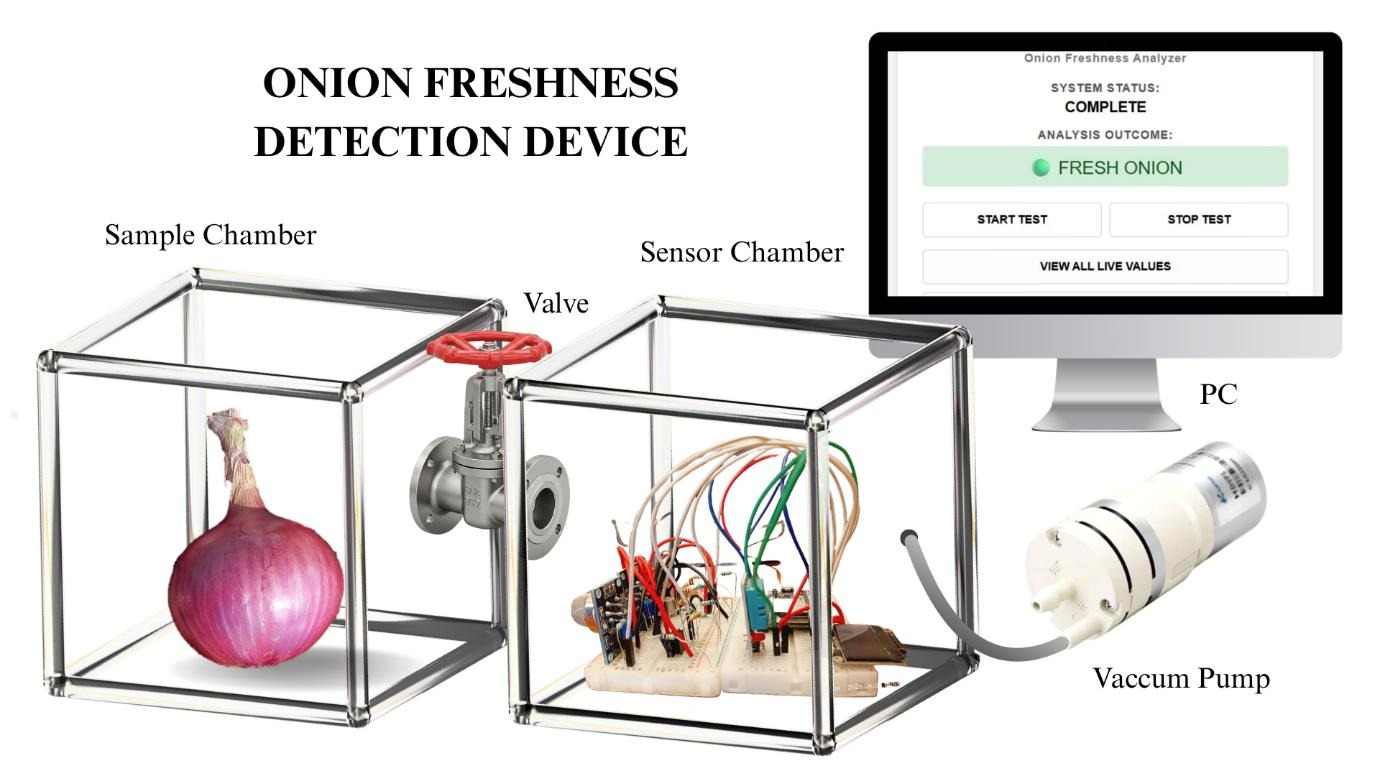 ONION FRESHNESS
DETECTION DEVICE
Onion Freshness Analyzer
SYSTEM STATUS:
COMPLETE
ANALYSIS OUTCOME:
FRESH ONION
START TEST
STOP TEST
VIEW ALL LIVE VALUES
Sample Chamber
Sensor Chamber
Valve
PC
Vaccum Pump